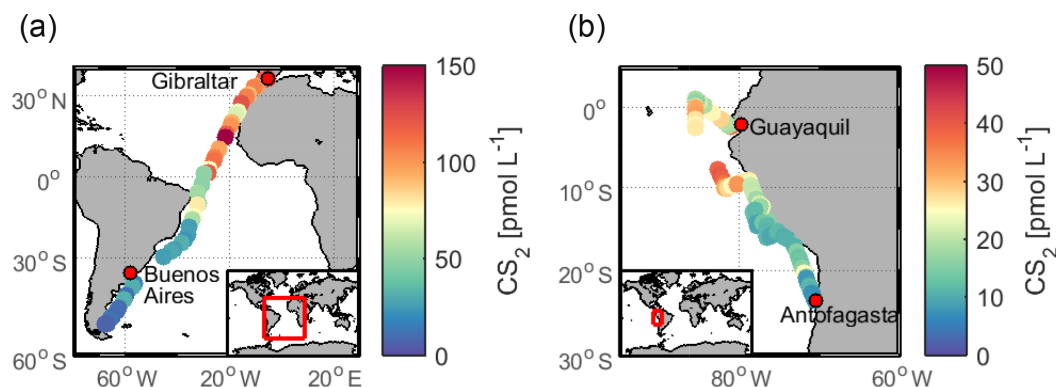 (a)
(b)
Gibraltar
Buenos
Aires
30° N
0°
30° S
60° S
60° W
20° W
20° E
150
100
50
0
CS2 [pmol L-1]
Guayaquil
Antofagasta
0°
10° S
20° S
30° S
80° W
60° W
50
40
30
20
10
0
CS2 [pmol L-1]